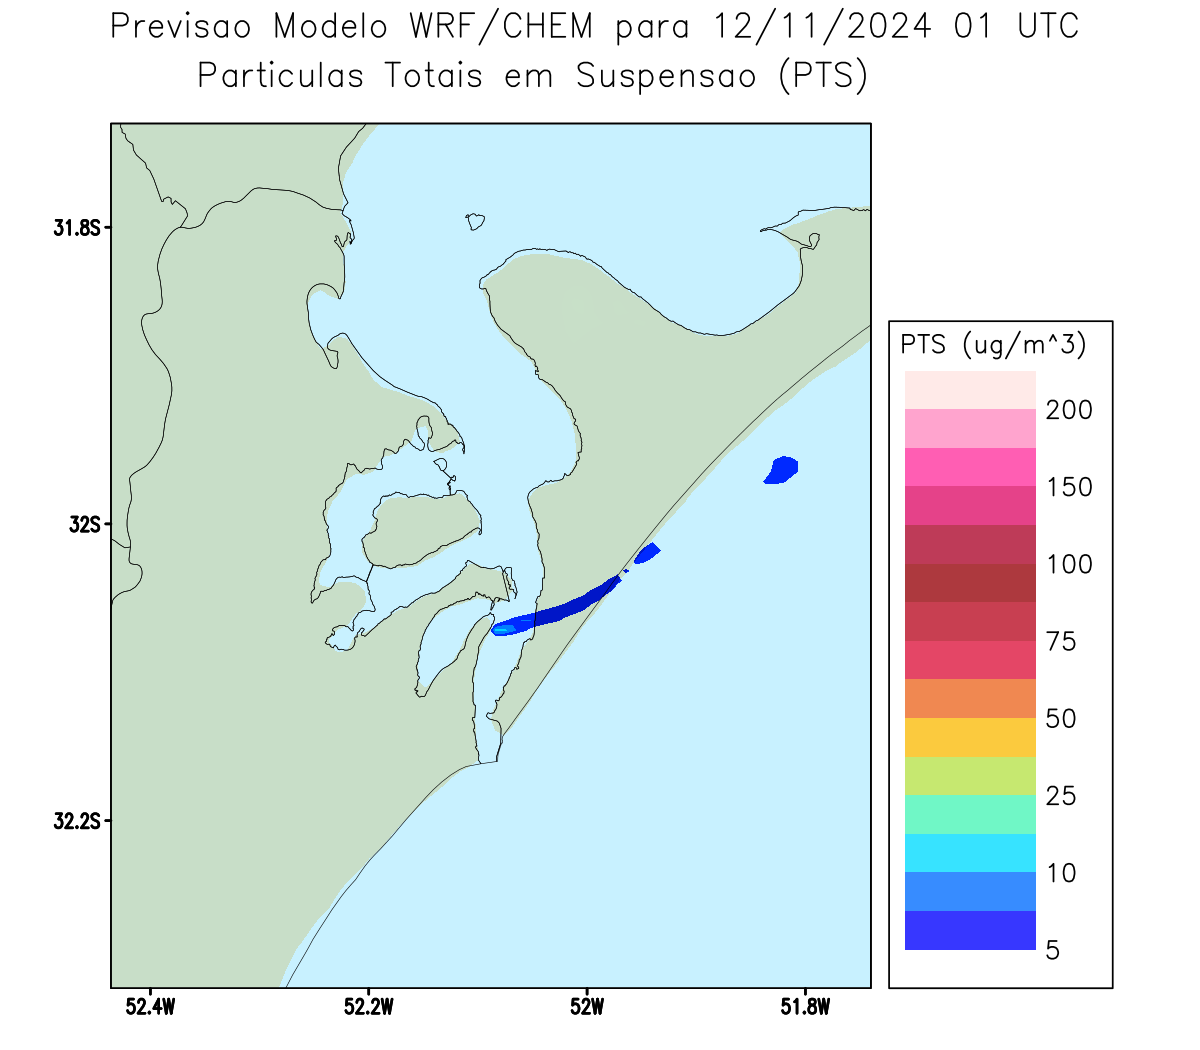 Previsao Modelo WRF/CHEM para 12/11/2024 01 UTC
Particulas Totais em Suspensao (PTS)
31.8S
32S
32.2S
52.4W 52.2W 52W 51.8W
PTS (ug/m^3)
200
150
100
75
50
25
10
5